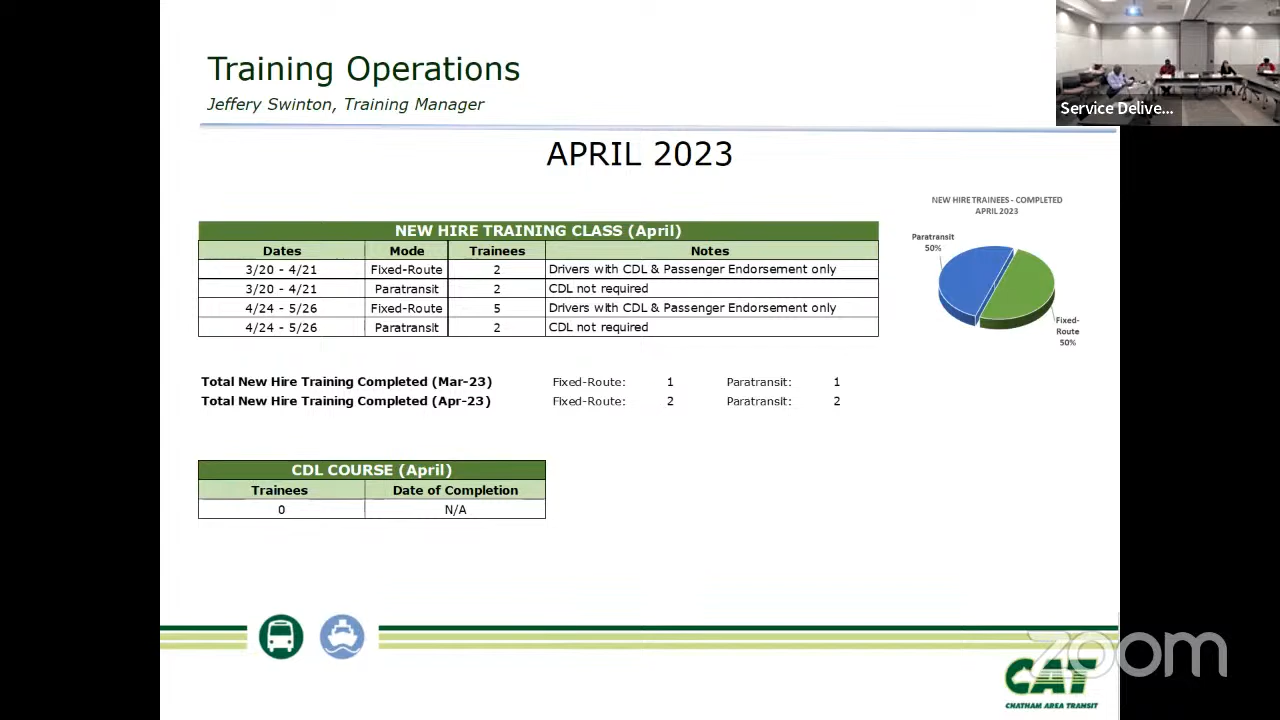 Training Operations
Jeffery Swinton, Training Manager
Service Delive...
APRIL 2023
NEW HIRE TRAINEES - COMPLETED
APRIL 2023
Paratransit
50%
Fixed-
Route
50%
NEW HIRE TRAINING CLASS (April)
Dates Mode Trainees Notes
3/20 - 4/21 Fixed-Route 2 Drivers with CDL & Passenger Endorsement only
3/20 - 4/21 Paratransit 2 CDL not required
4/24 - 5/26 Fixed-Route 5 Drivers with CDL & Passenger Endorsement only
4/24 - 5/26 Paratransit 2 CDL not required
Total New Hire Training Completed (Mar-23) Fixed-Route: 1 Paratransit: 1
Total New Hire Training Completed (Apr-23) Fixed-Route: 2 Paratransit: 2
CDL COURSE (April)
Trainees Date of Completion
0 N/A
zoom
CAT
CHATHAM AREA TRANSIT